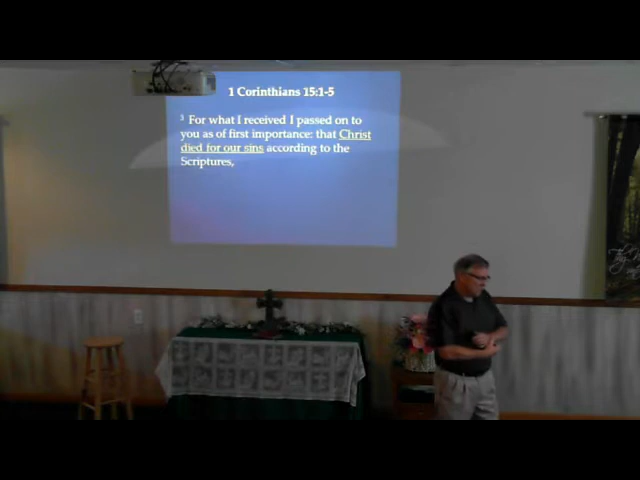 1 Corinthians 15:1-5
3 For what I received I passed on to
you as of first importance: that Christ
died for our sins according to the
Scriptures,
Thy